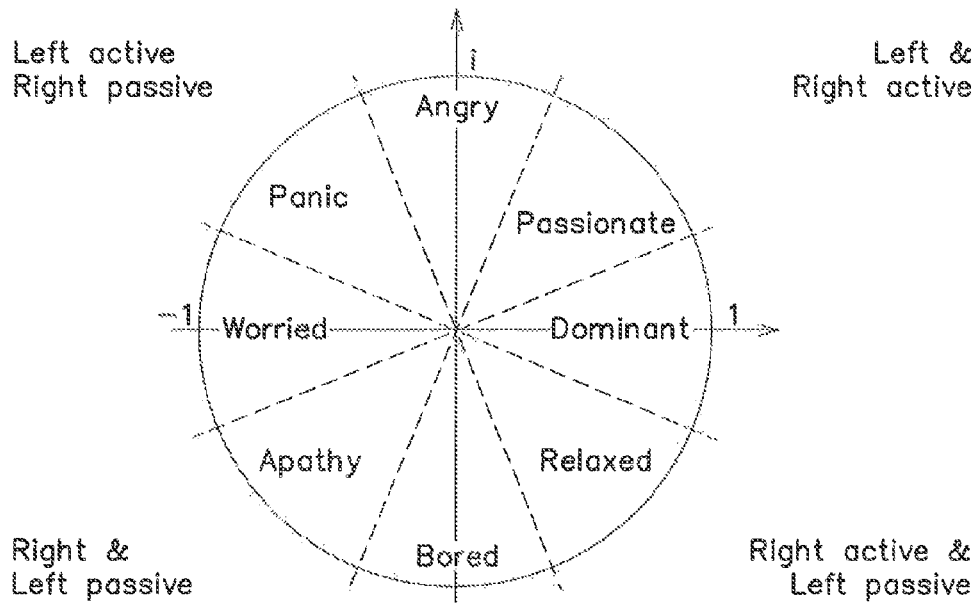 Left active
Right passive
Left &
Right active
i
Angry
Panic
Passionate
-1
Worried
Dominant
1
Apathy
Relaxed
Bored
Right &
Left passive
Right active &
Left passive